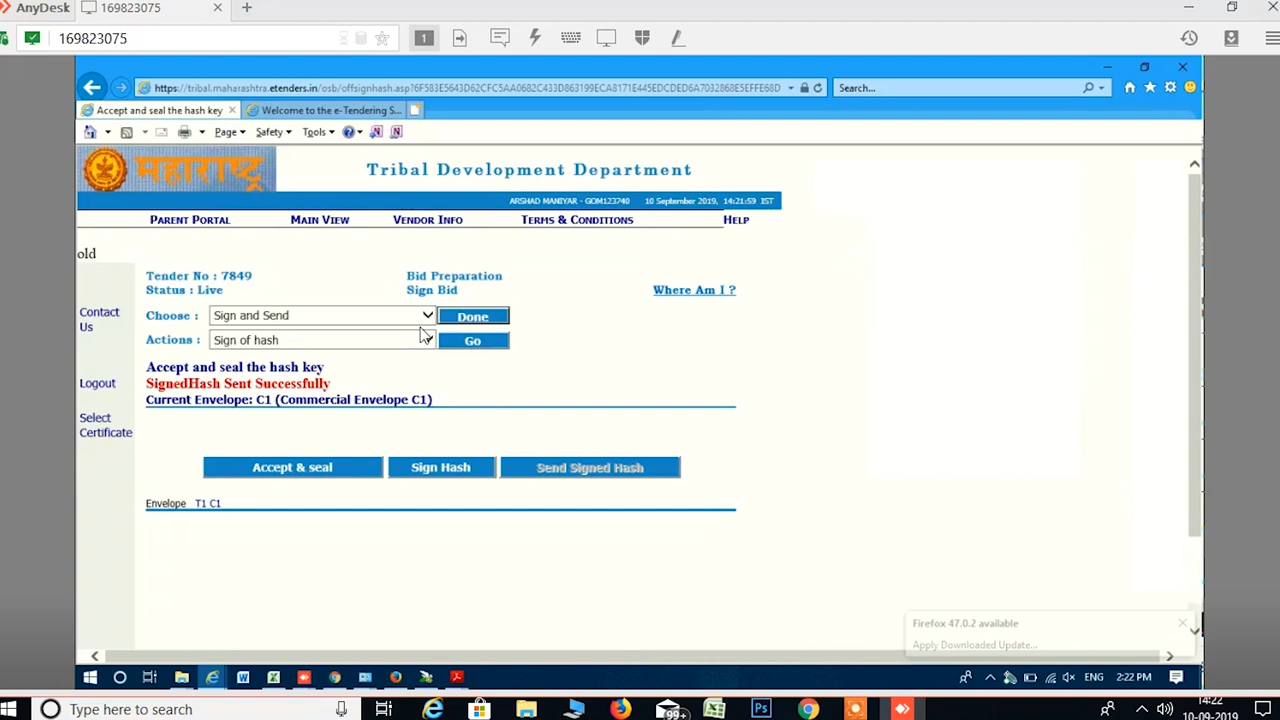 AnyDesk 169823075
169823075
1
https://tribal.maharashtra.etenders.in/osb/offsignhash.asp?6F583E5643D62CFC5AA0682C433D863199ECA8171E445EDCDED6A7032868E5EFFE68D
Search...
Accept and seal the hash key
Welcome to the e-Tendering S...
Page Safety Tools
महाराष्ट्र
Tribal Development Department
ARSHAD MANIYAR - GOM123740 10 September 2019, 14:21:59 IST
PARENT PORTAL MAIN VIEW VENDOR INFO TERMS & CONDITIONS HELP
old
Tender No : 7849 Bid Preparation
Status : Live Sign Bid Where Am I ?
Contact Us
Choose : Sign and Send Done
Actions : Sign of hash Go
Accept and seal the hash key
Logout
SignedHash Sent Successfully
Current Envelope: C1 (Commercial Envelope C1)
Select Certificate
Accept & seal Sign Hash Send Signed Hash
Envelope T1 C1
Firefox 47.0.2 available
Apply Downloaded Update...
ENG 2:22 PM
Type here to search
99+
Ps
14:22
10-09-2019